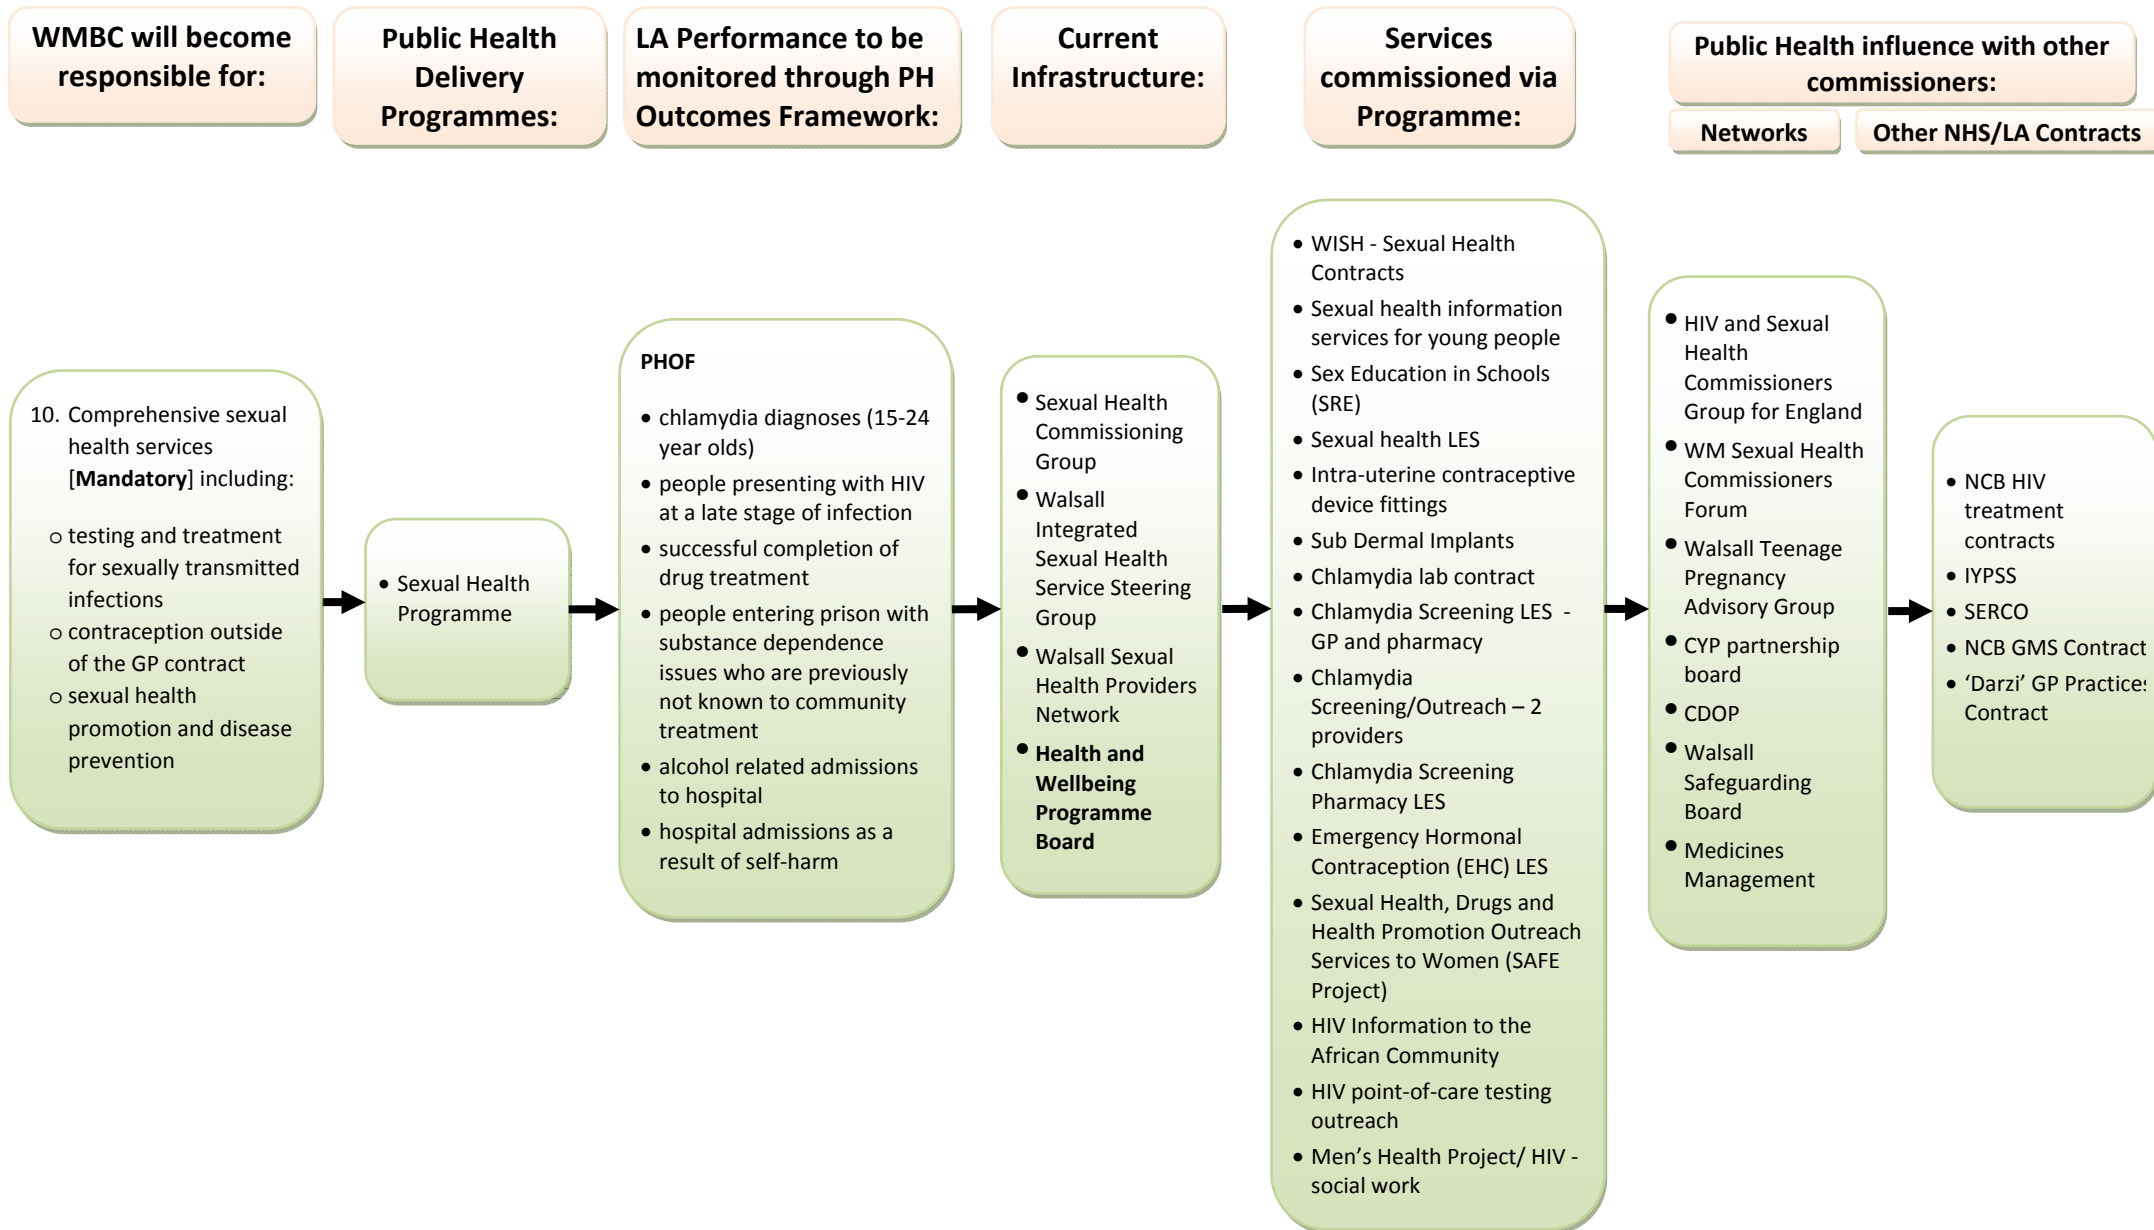 WMBC will become
responsible for:
Public Health
Delivery
Programmes:
LA Performance to be
monitored through PH
Outcomes Framework:
Current
Infrastructure:
Services
commissioned via
Programme:
Public Health influence with other
commissioners:
Networks
Other NHS/LA Contracts
10. Comprehensive sexual
health services
[Mandatory] including:
o testing and treatment
for sexually transmitted
infections
o contraception outside
of the GP contract
o sexual health
promotion and disease
prevention
• Sexual Health
Programme
PHOF
• chlamydia diagnoses (15-24
year olds)
• people presenting with HIV
at a late stage of infection
• successful completion of
drug treatment
• people entering prison with
substance dependence
issues who are previously
not known to community
treatment
• alcohol related admissions
to hospital
• hospital admissions as a
result of self-harm
• Sexual Health
Commissioning
Group
• Walsall
Integrated
Sexual Health
Service Steering
Group
• Walsall Sexual
Health Providers
Network
• Health and
Wellbeing
Programme
Board
• WISH - Sexual Health
Contracts
• Sexual health information
services for young people
• Sex Education in Schools
(SRE)
• Sexual health LES
• Intra-uterine contraceptive
device fittings
• Sub Dermal Implants
• Chlamydia lab contract
• Chlamydia Screening LES -
GP and pharmacy
• Chlamydia
Screening/Outreach – 2
providers
• Chlamydia Screening
Pharmacy LES
• Emergency Hormonal
Contraception (EHC) LES
• Sexual Health, Drugs and
Health Promotion Outreach
Services to Women (SAFE
Project)
• HIV Information to the
African Community
• HIV point-of-care testing
outreach
• Men’s Health Project/ HIV -
social work
• HIV and Sexual
Health
Commissioners
Group for England
• WM Sexual Health
Commissioners
Forum
• Walsall Teenage
Pregnancy
Advisory Group
• CYP partnership
board
• CDOP
• Walsall
Safeguarding
Board
• Medicines
Management
• NCB HIV
treatment
contracts
• IYPSS
• SERCO
• NCB GMS Contract
• ‘Darzi’ GP Practices
Contract